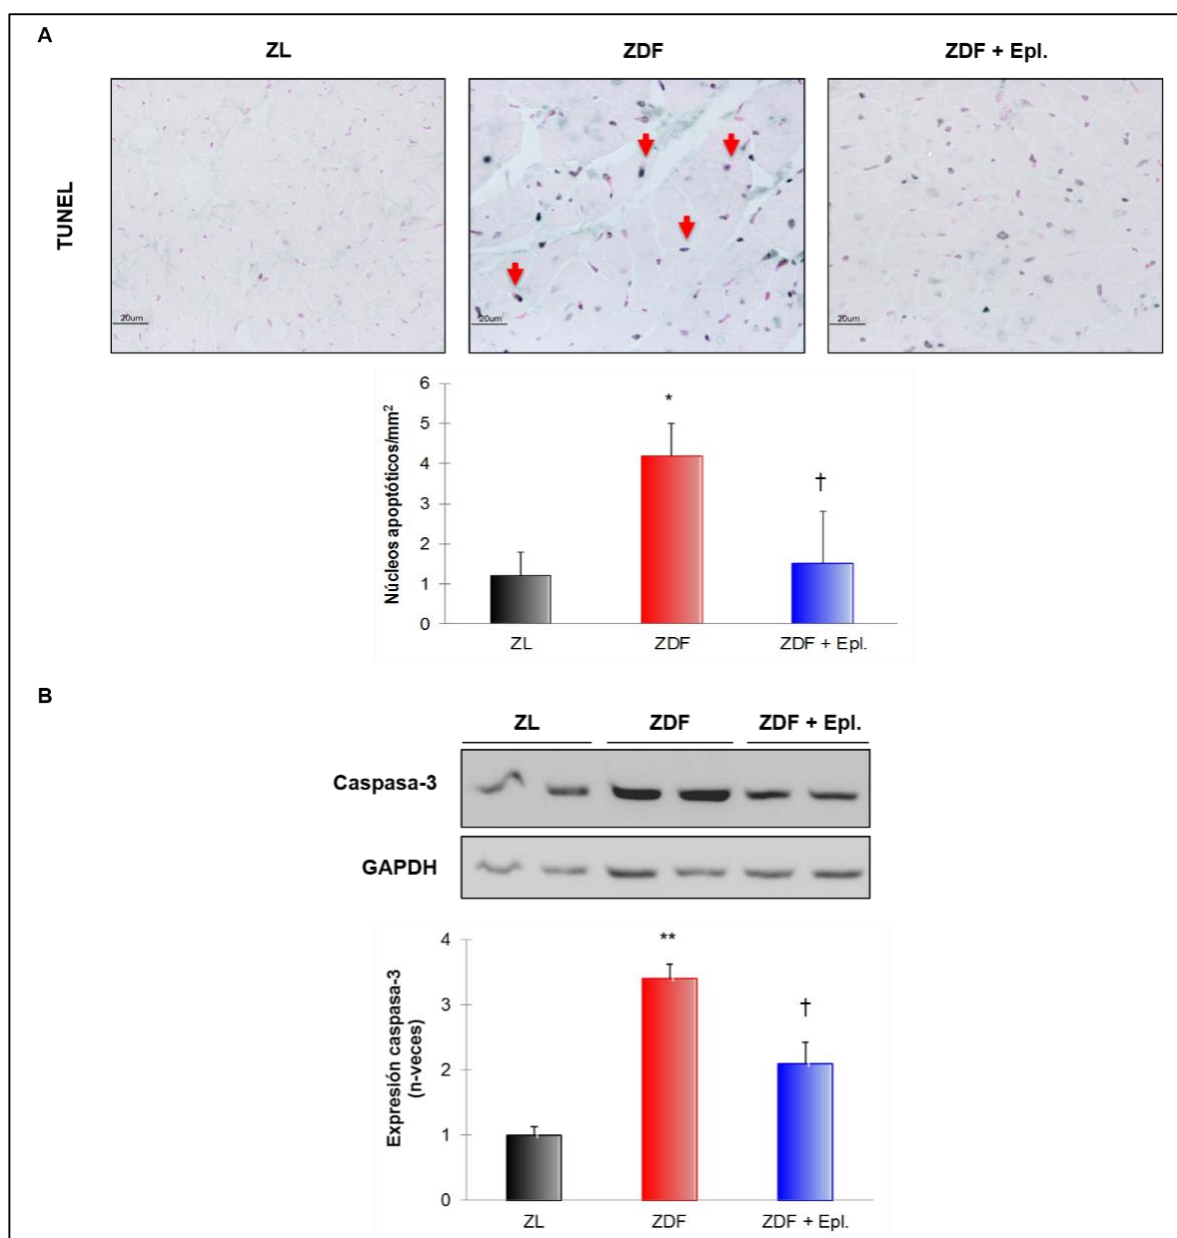 A
ZL
ZDF
ZDF + Epl.
TUNEL
20um
20um
20um
Núcleos apoptóticos/mm²
6
5
4
3
2
1
0
*
†
ZL
ZDF
ZDF + Epl.
B
ZL
ZDF
ZDF + Epl.
Caspasa-3
GAPDH
Expresión caspasa-3
(n-veces)
4
3
2
1
0
**
†
ZL
ZDF
ZDF + Epl.